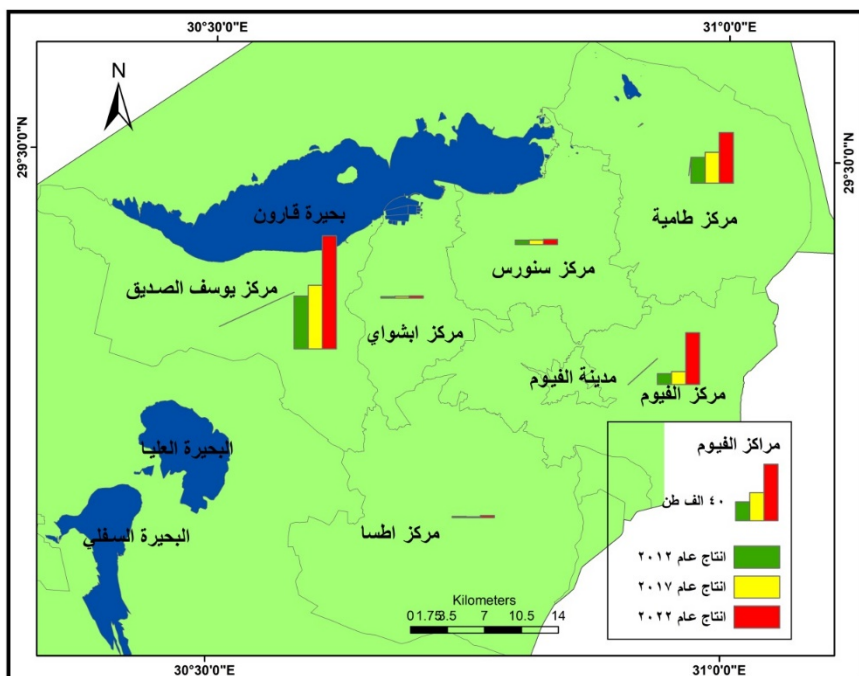 30°30'0"E
31°0'0"E
N
29°30'0"N
29°30'0"N
بحيرة قارون
مركز طامية
مركز سنورس
مركز يوسف الصديق
مركز ابشواي
مدينة الفيوم
مركز الفيوم
البحيرة العليا
البحيرة السفلي
مركز اطسا
مراكز الفيوم
٤٠ الف طن
انتاج عام ٢٠١٢
انتاج عام ٢٠١٧
انتاج عام ٢٠٢٢
Kilometers
0 1.75 3.5 7 10.5 14
30°30'0"E
31°0'0"E